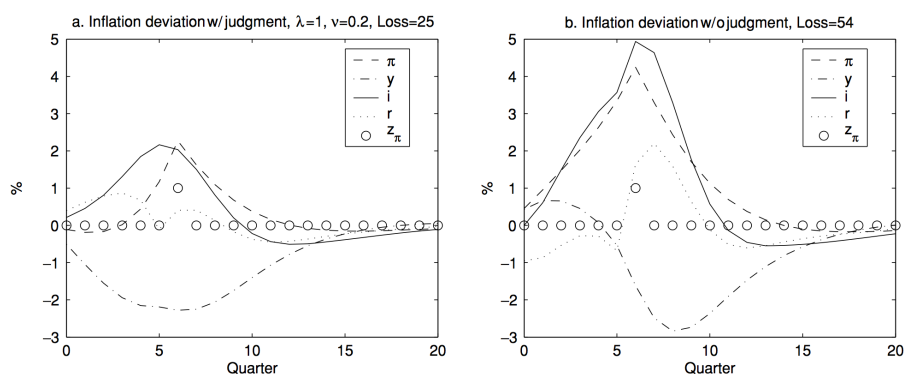 a. Inflation deviation w/ judgment, λ=1, ν=0.2, Loss=25
5
4
3
2
1
0
−1
−2
−3
%
π
y
i
r
z_π
0 5 10 15 20
Quarter
b. Inflation deviation w/o judgment, Loss=54
5
4
3
2
1
0
−1
−2
−3
%
π
y
i
r
z_π
0 5 10 15 20
Quarter